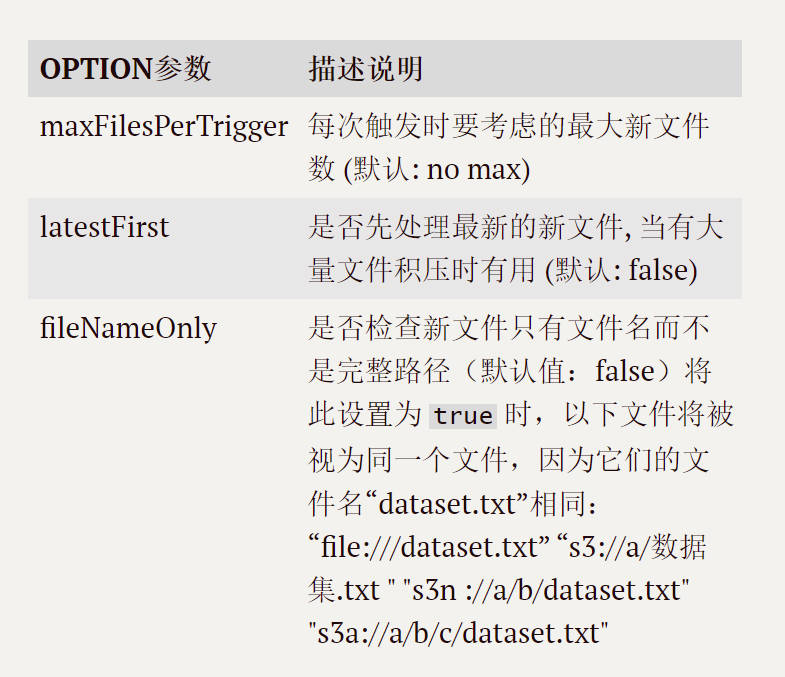 OPTION参数 描述说明
maxFilesPerTrigger 每次触发时要考虑的最大新文件
数 (默认: no max)
latestFirst 是否先处理最新的新文件, 当有大
量文件积压时有用 (默认: false)
fileNameOnly 是否检查新文件只有文件名而不
是完整路径（默认值：false）将
此设置为 true 时，以下文件将被
视为同一个文件，因为它们的文
件名“dataset.txt”相同：
“file:///dataset.txt” “s3://a/数据
集.txt " "s3n ://a/b/dataset.txt"
"s3a://a/b/c/dataset.txt"